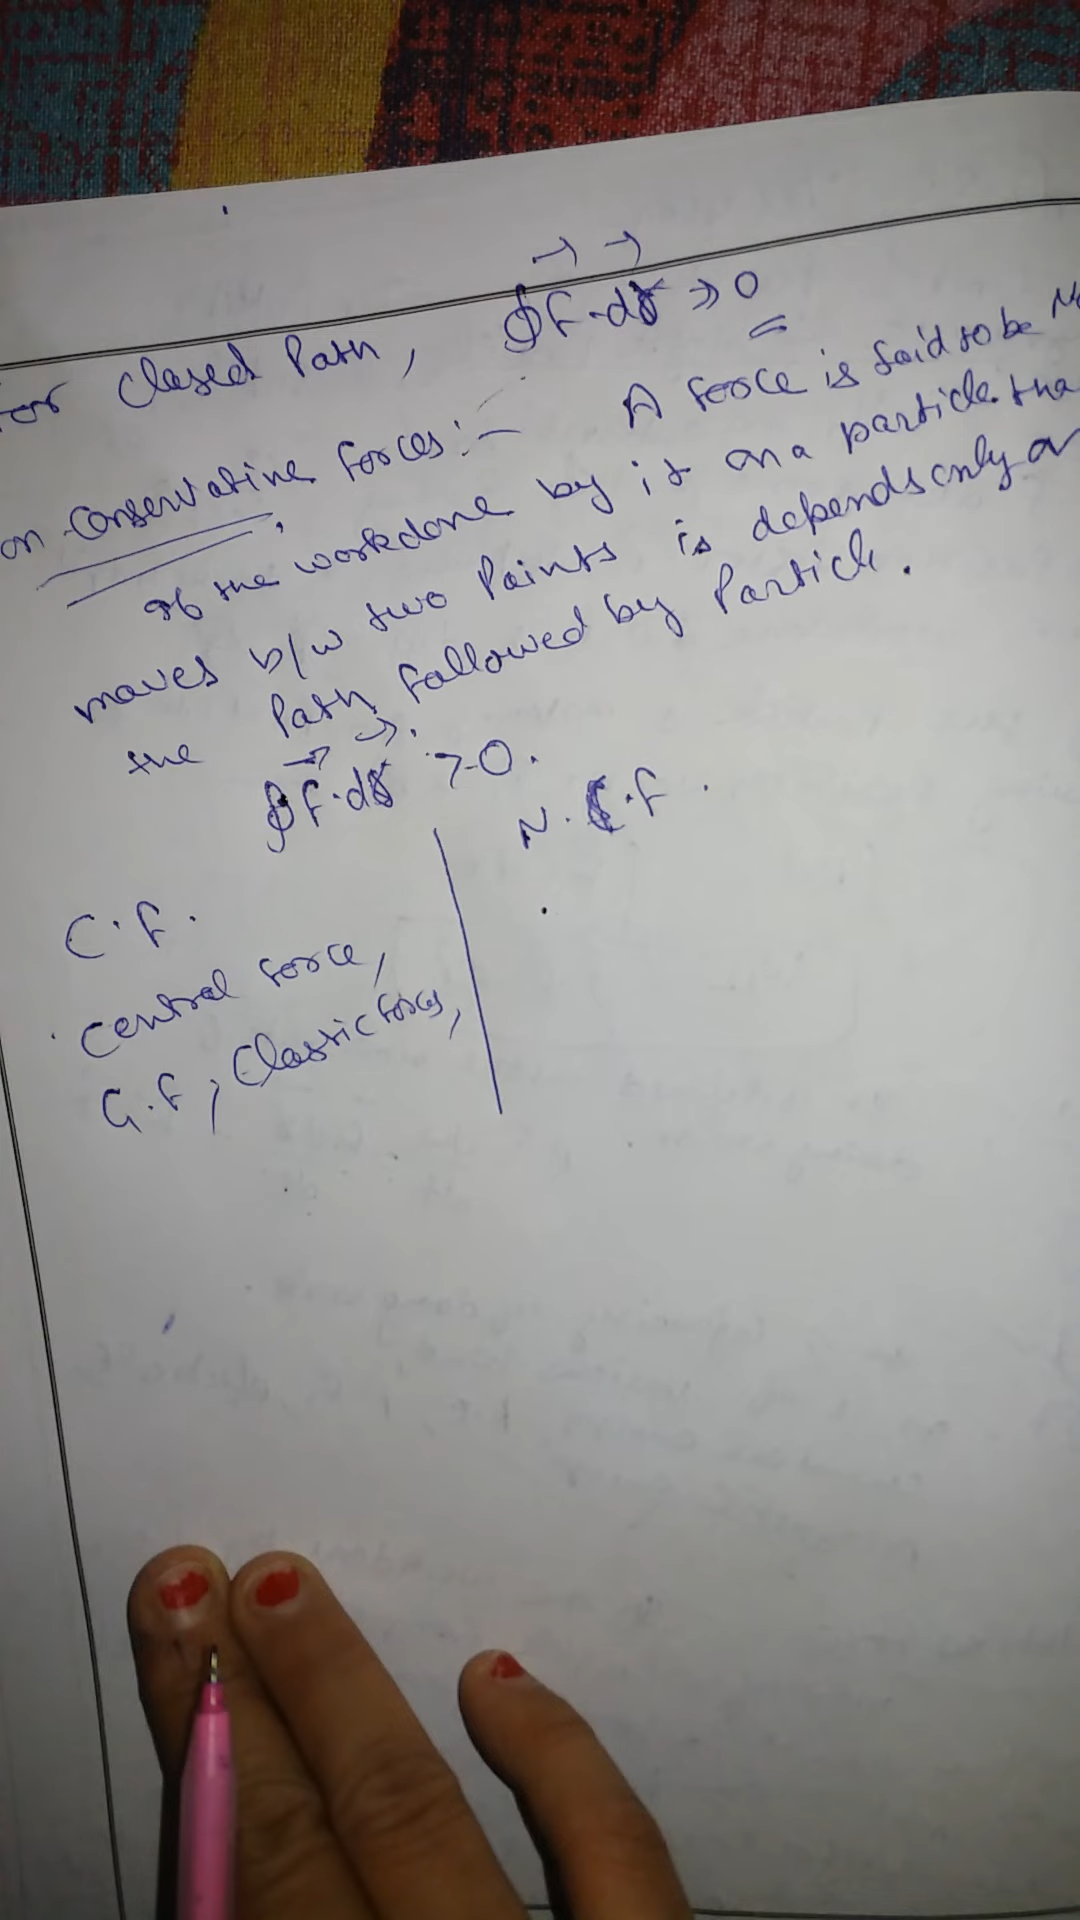 For Closed Path, ∮F⃗·dr⃗ ⇒ 0
on Conservative Forces :- A force is said to be
If the workdone by it on a particle tha
moves b/w two Points is depends only on
the Path followed by Particle.
∮F⃗·dr⃗ > 0.
C.F.
Central force,
G.F, Clastic forces,
N.C.F.